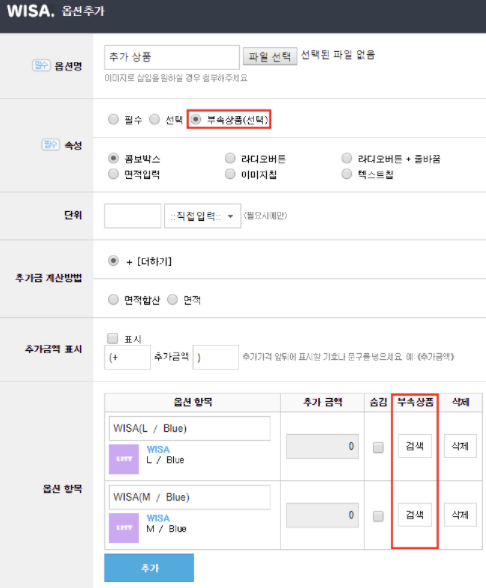 WISA. 옵션추가
필수 옵션명
추가 상품
파일 선택 선택된 파일 없음
이미지로 삽입을 원하실 경우 첨부해주세요
필수 속성
필수 선택 부속상품(선택)
콤보박스 라디오버튼 라디오버튼 + 줄바꿈
면적입력 이미지칩 텍스트칩
단위
::직접입력:: (필요시에만)
추가금 계산방법
+ [더하기]
면적합산 면적
추가금액 표시
표시
(+ 추가금액 ) 추가가격 앞뒤에 표시할 기호나 문구를 넣으세요. 예: (추가금액)
옵션 항목
옵션 항목 추가 금액 숨김 부속상품 삭제
WISA(L / Blue)
WISA
L / Blue
0 검색 삭제
WISA(M / Blue)
WISA
M / Blue
0 검색 삭제
추가